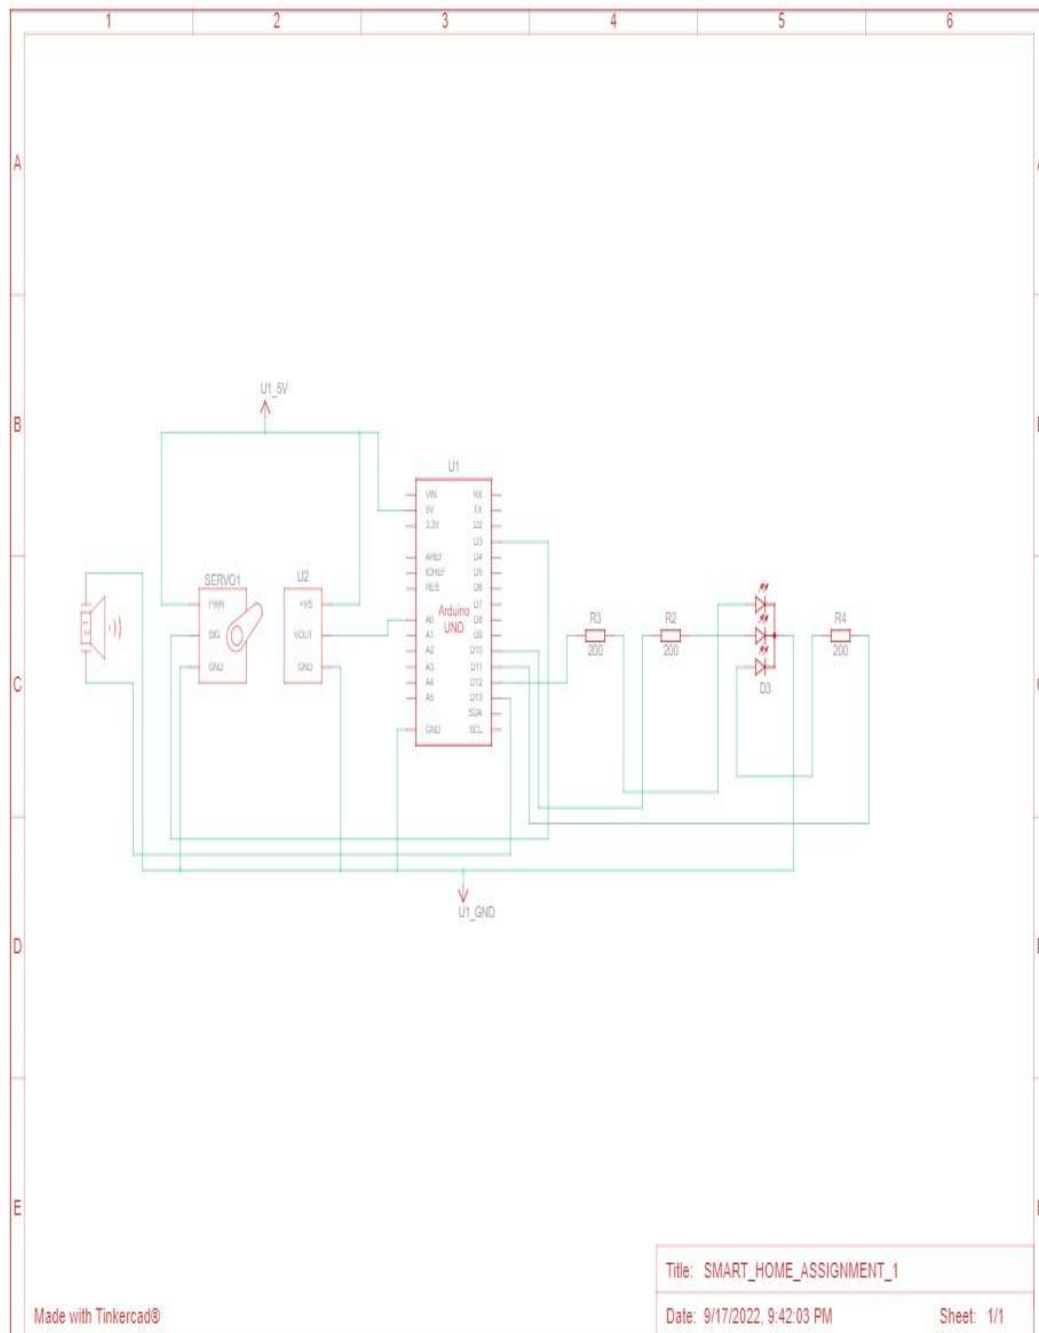 1 2 3 4 5 6
A
B
C
D
E
U1_5V
U1
VIN RX
5V TX
3.3V D2
D3
AREF D4
IOREF D5
RES D6
D7
A0 D8
A1 D9
A2 D10
A3 D11
A4 D12
A5 D13
SDA
GND SCL
Arduino
UNO
SERVO1
PWR
SIG
GND
U2
+VS
VOUT
GND
R3
200
R2
200
D3
R4
200
U1_GND
Title: SMART_HOME_ASSIGNMENT_1
Made with Tinkercad®
Date: 9/17/2022, 9:42:03 PM Sheet: 1/1